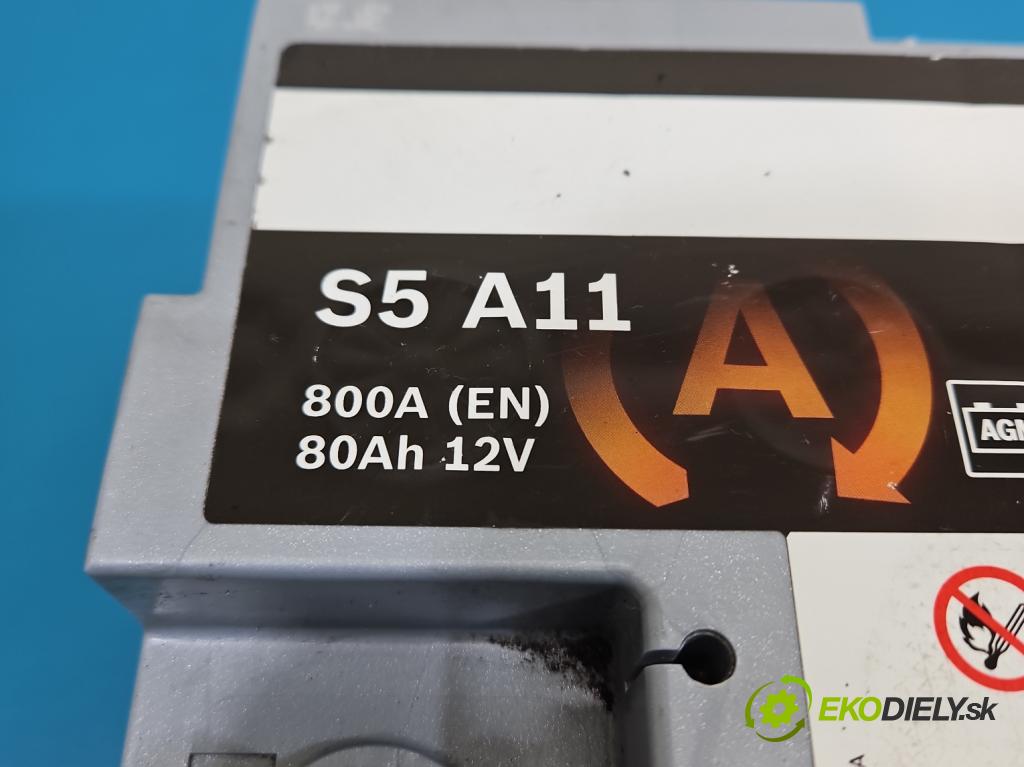 S5 A11
A
800A (EN)
80Ah 12V
AGM
EKODIELY.sk